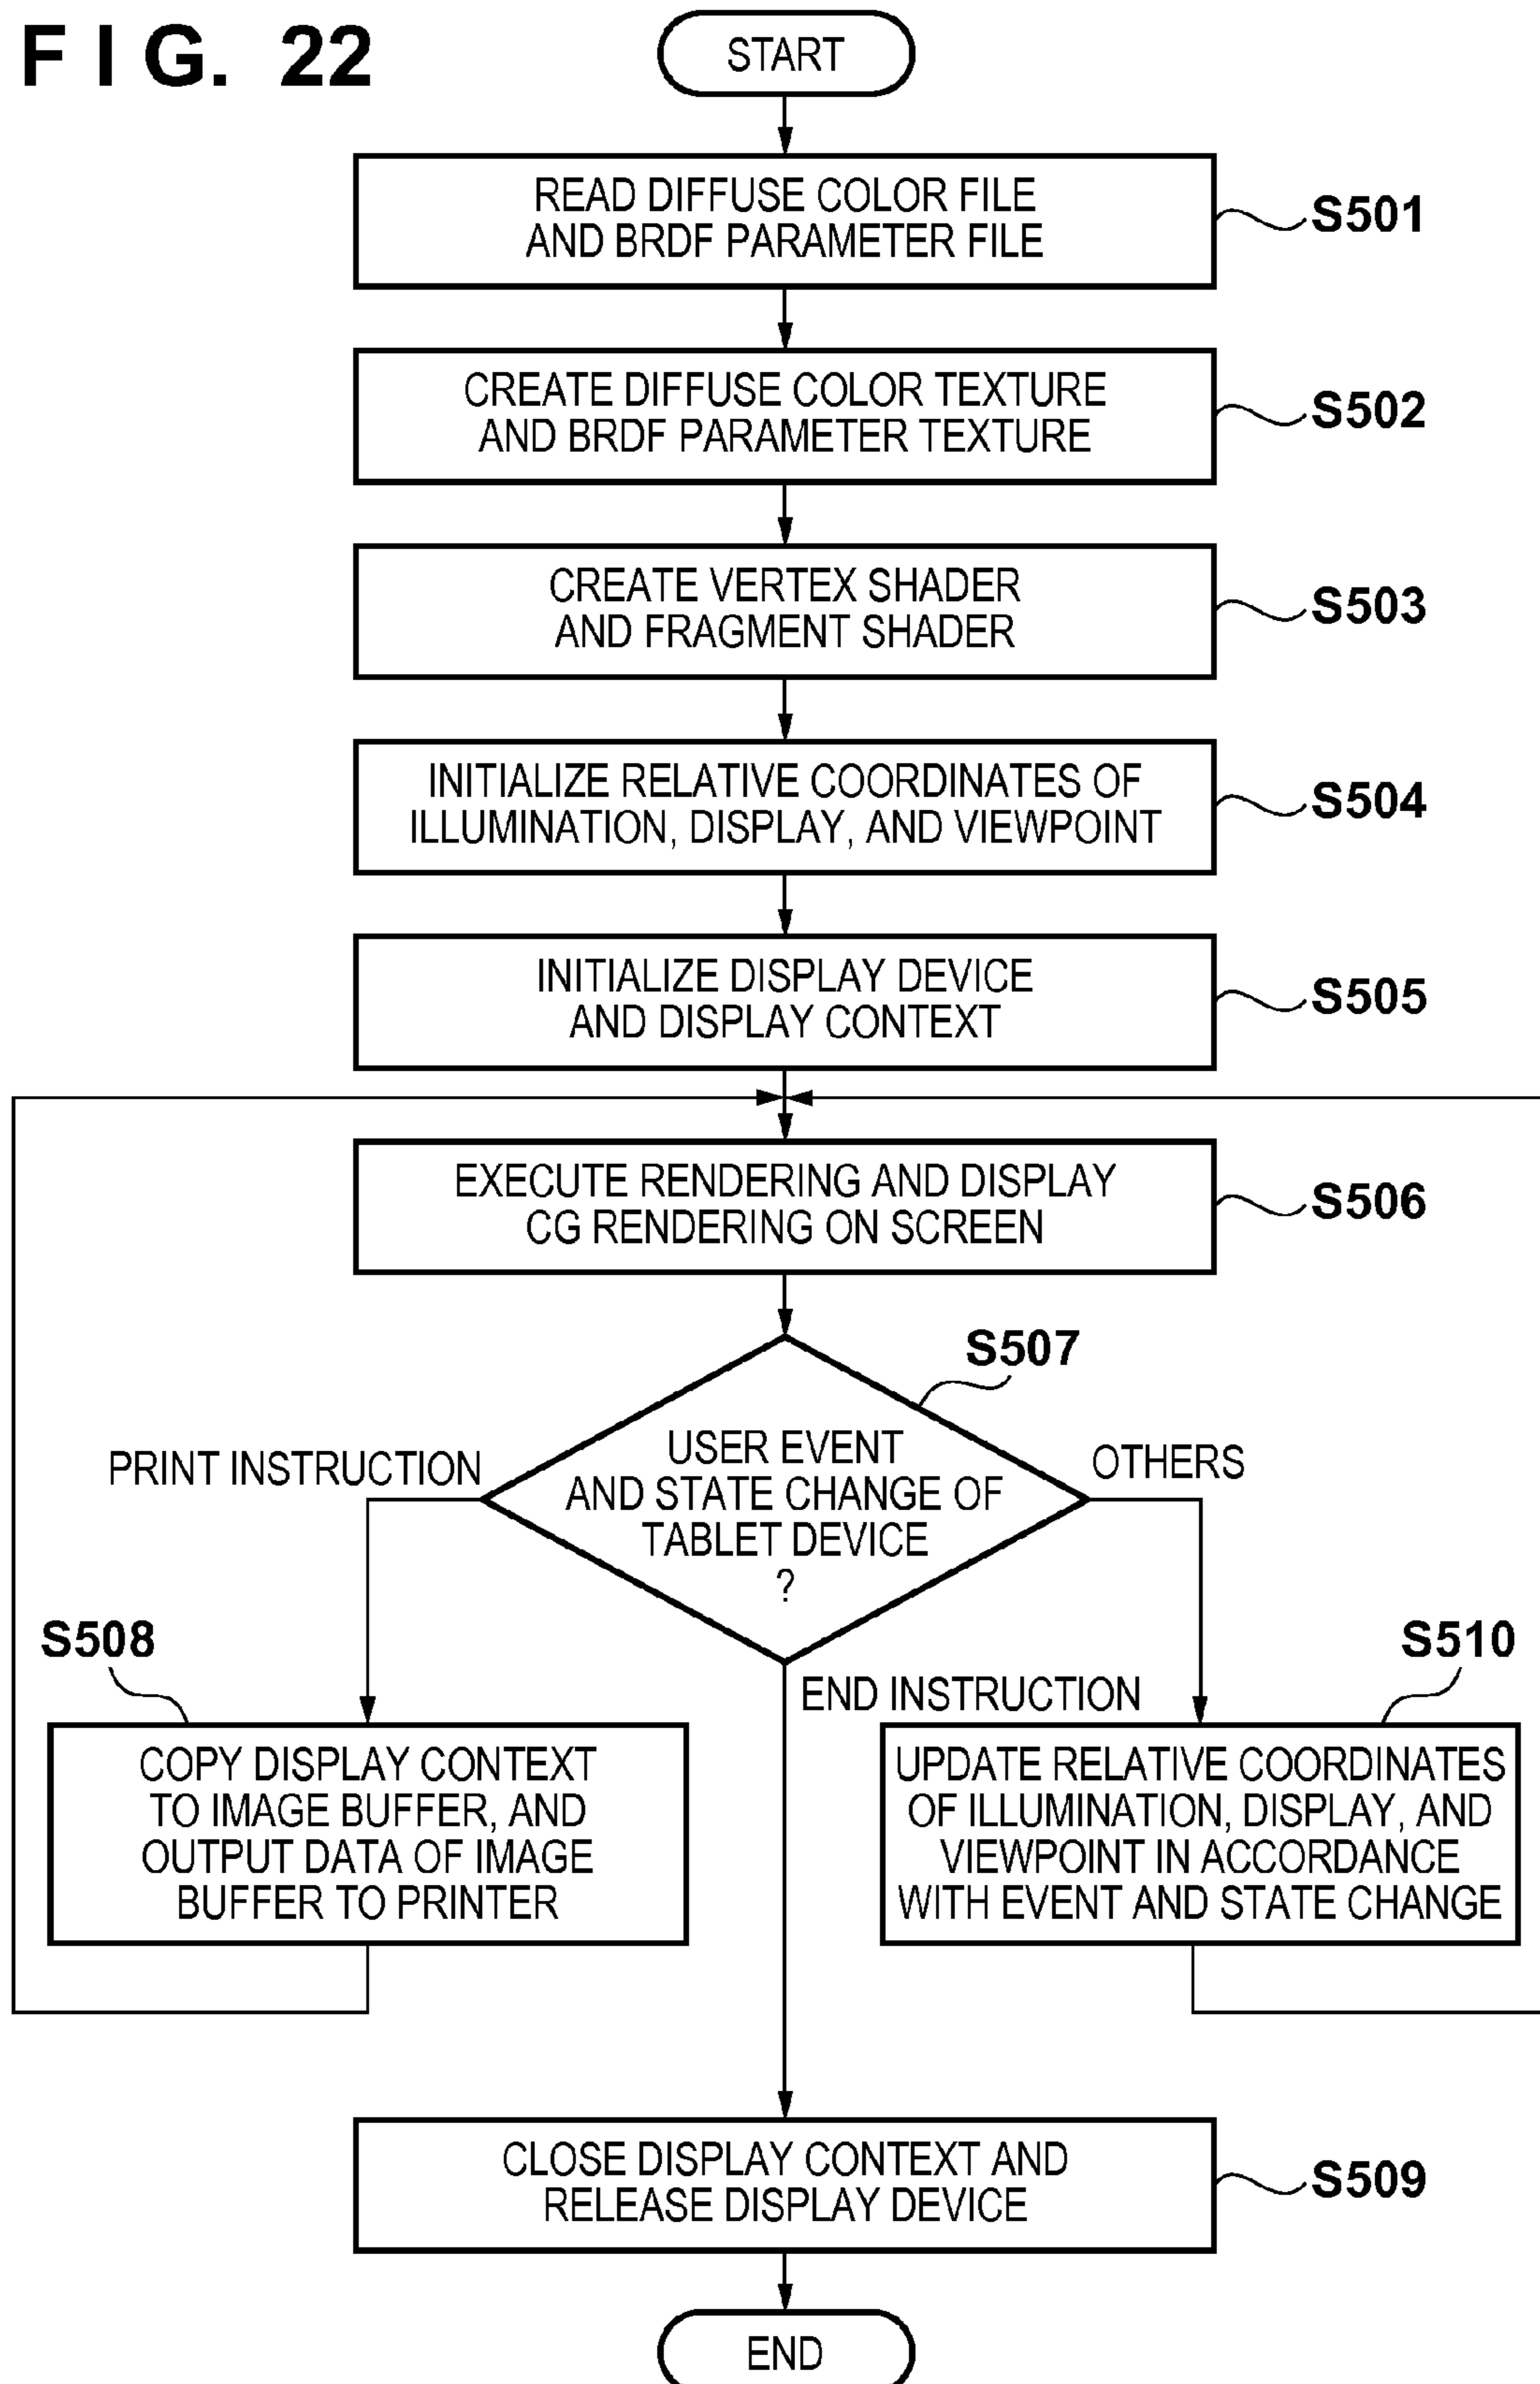 FIG. 22
START
READ DIFFUSE COLOR FILE
AND BRDF PARAMETER FILE
S501
CREATE DIFFUSE COLOR TEXTURE
AND BRDF PARAMETER TEXTURE
S502
CREATE VERTEX SHADER
AND FRAGMENT SHADER
S503
INITIALIZE RELATIVE COORDINATES OF
ILLUMINATION, DISPLAY, AND VIEWPOINT
S504
INITIALIZE DISPLAY DEVICE
AND DISPLAY CONTEXT
S505
EXECUTE RENDERING AND DISPLAY
CG RENDERING ON SCREEN
S506
S507
USER EVENT
AND STATE CHANGE OF
TABLET DEVICE
?
PRINT INSTRUCTION
OTHERS
END INSTRUCTION
S508
COPY DISPLAY CONTEXT
TO IMAGE BUFFER, AND
OUTPUT DATA OF IMAGE
BUFFER TO PRINTER
S510
UPDATE RELATIVE COORDINATES
OF ILLUMINATION, DISPLAY, AND
VIEWPOINT IN ACCORDANCE
WITH EVENT AND STATE CHANGE
CLOSE DISPLAY CONTEXT AND
RELEASE DISPLAY DEVICE
S509
END